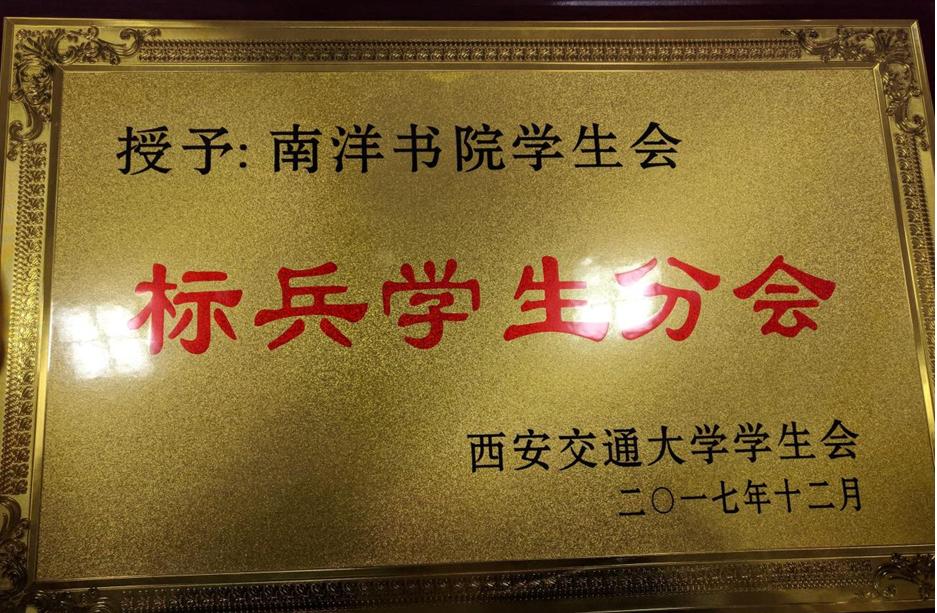 授予: 南洋书院学生会
标兵学生分会
西安交通大学学生会
二〇一七年十二月